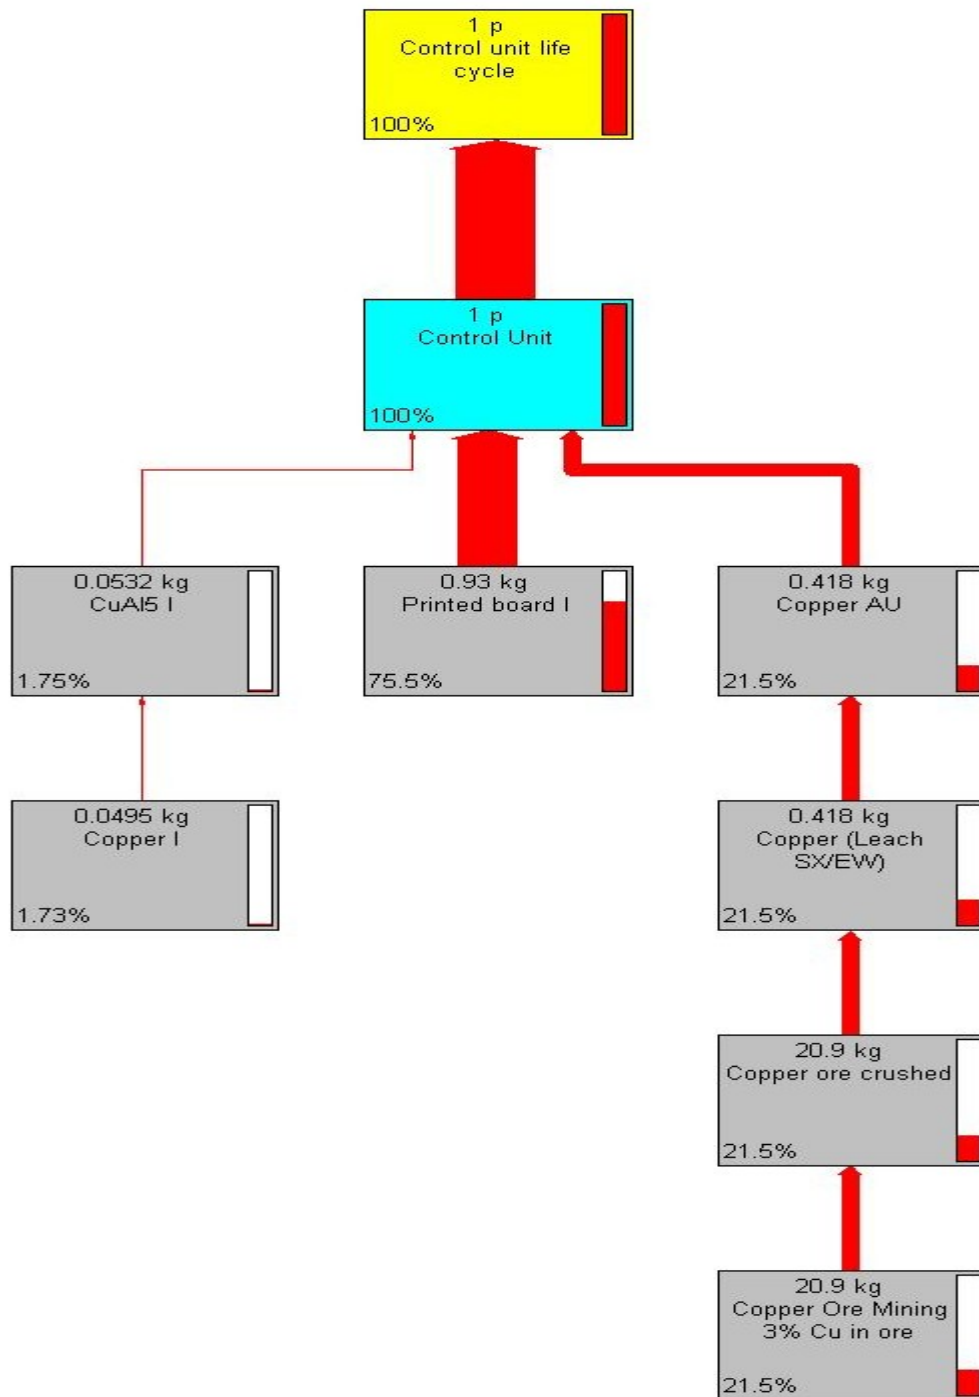 1 p
Control unit life
cycle
100%
1 p
Control Unit
100%
0.0532 kg
CuAl5 I
1.75%
0.93 kg
Printed board I
75.5%
0.418 kg
Copper AU
21.5%
0.0495 kg
Copper I
1.73%
0.418 kg
Copper (Leach
SX/EW)
21.5%
20.9 kg
Copper ore crushed
21.5%
20.9 kg
Copper Ore Mining
3% Cu in ore
21.5%